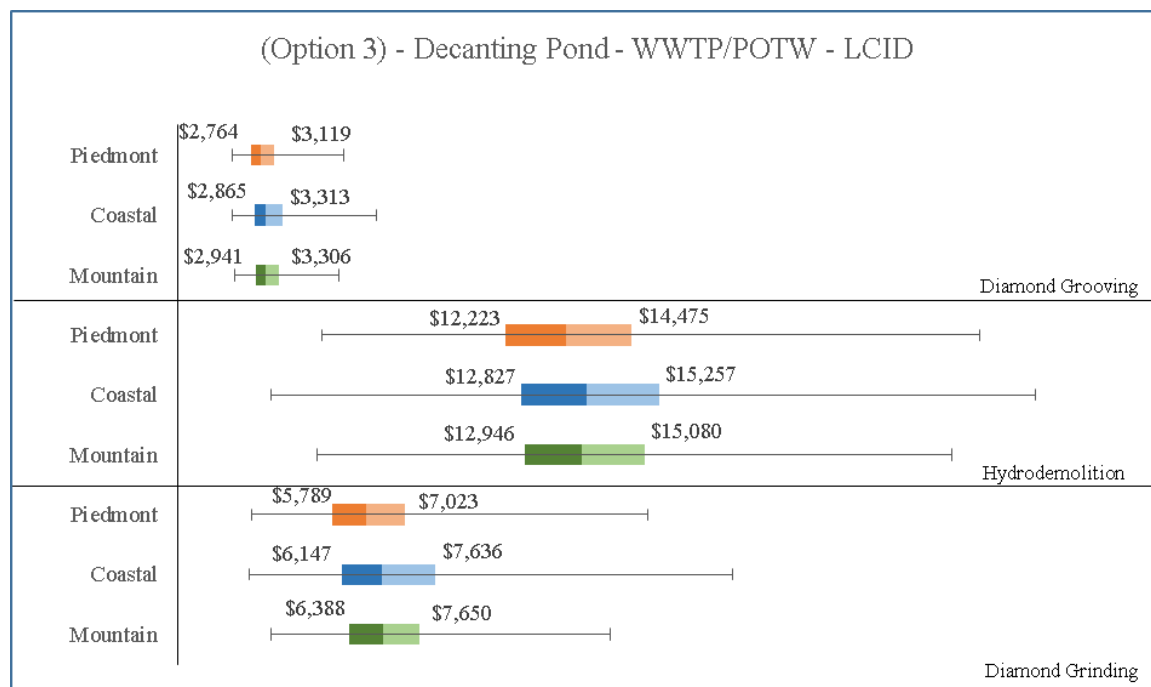 (Option 3) - Decanting Pond - WWTP/POTW - LCID
$2,764 $3,119
Piedmont
$2,865 $3,313
Coastal
$2,941 $3,306
Mountain
Diamond Grooving
$12,223 $14,475
Piedmont
$12,827 $15,257
Coastal
$12,946 $15,080
Mountain
Hydrodemolition
$5,789 $7,023
Piedmont
$6,147 $7,636
Coastal
$6,388 $7,650
Mountain
Diamond Grinding